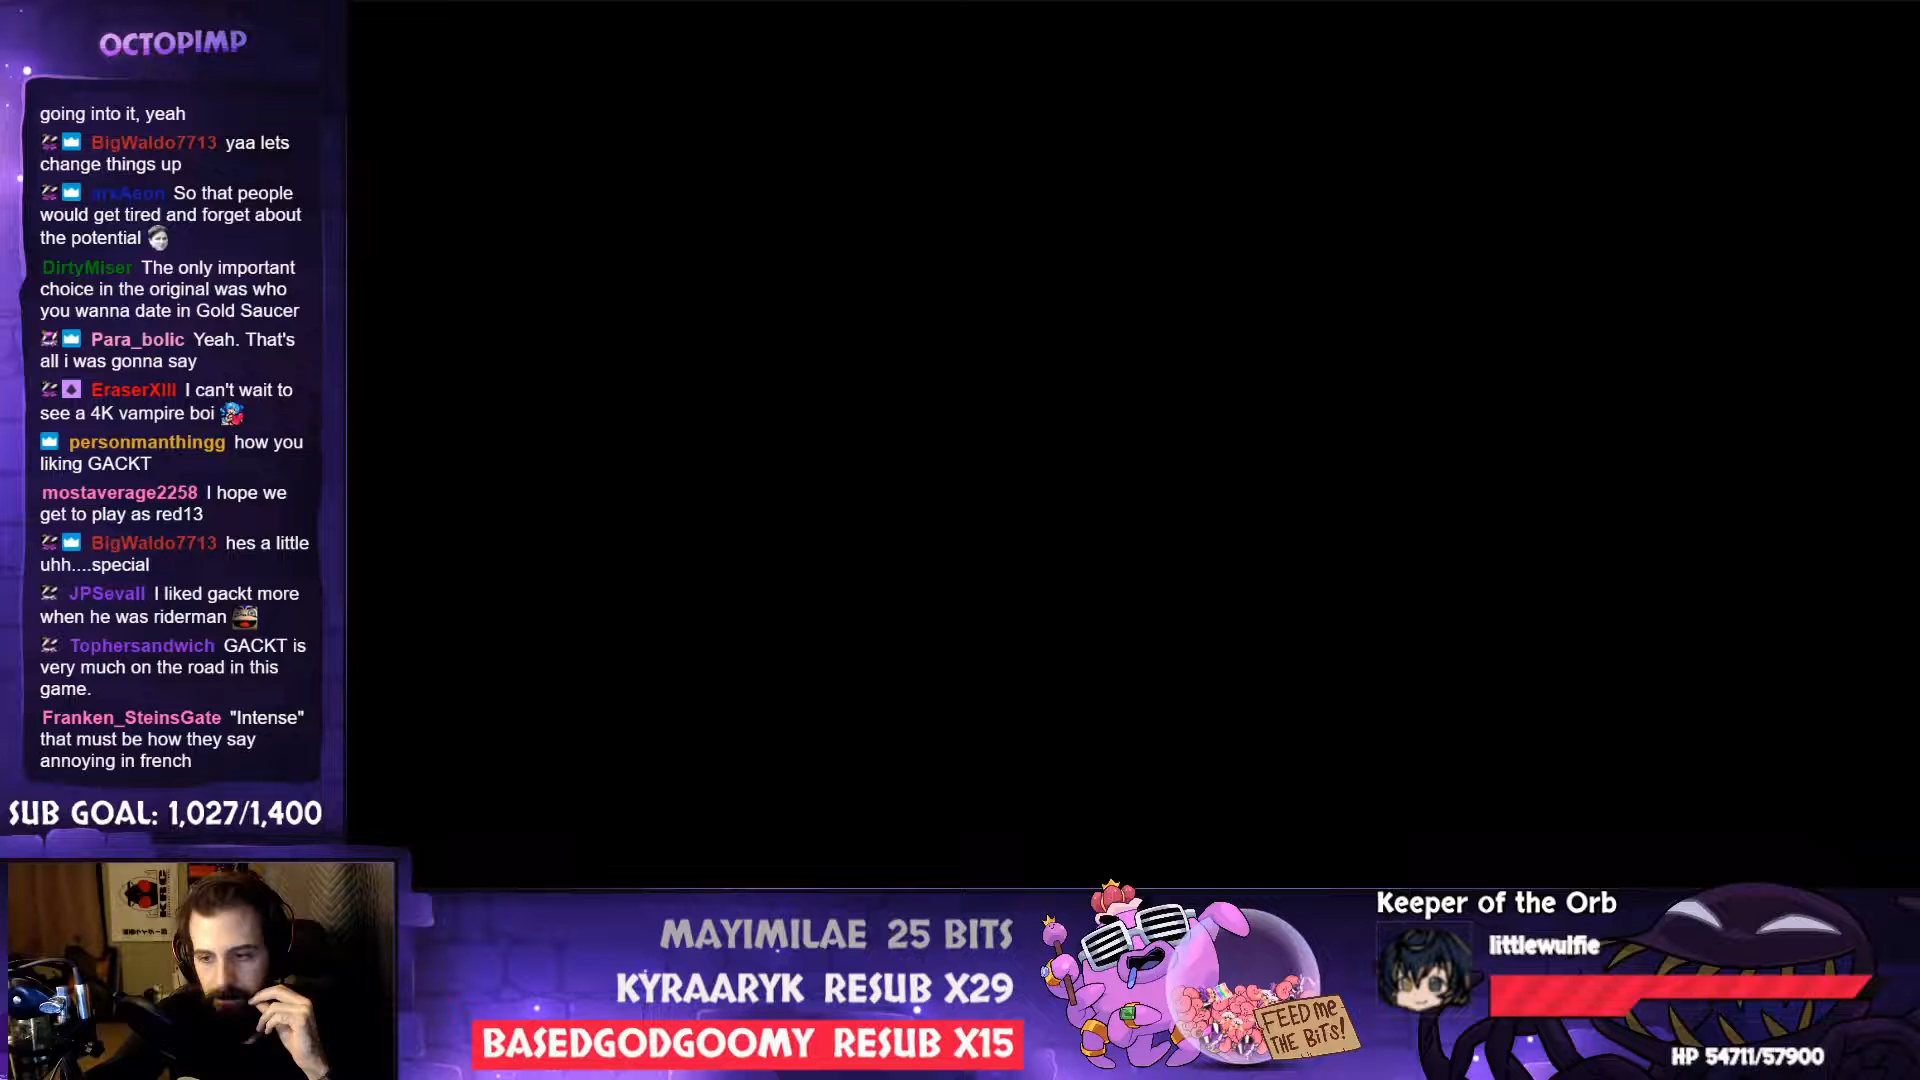 OCTOPIMP
going into it, yeah
BigWaldo7713 yaa lets
change things up
arkAeon So that people
would get tired and forget about
the potential
DirtyMiser The only important
choice in the original was who
you wanna date in Gold Saucer
Para_bolic Yeah. That's
all i was gonna say
EraserXIII I can't wait to
see a 4K vampire boi
personmanthingg how you
liking GACKT
mostaverage2258 I hope we
get to play as red13
BigWaldo7713 hes a little
uhh....special
JPSevall I liked gackt more
when he was riderman
Tophersandwich GACKT is
very much on the road in this
game.
Franken_SteinsGate "Intense"
that must be how they say
annoying in french
SUB GOAL: 1,027/1,400
KRC
MAYIMILAE 25 BITS
KYRAARYK RESUB X29
BASEDGODGOOMY RESUB X15
FEED ME
THE BITS!
Keeper of the Orb
littlewulfie
HP 54711/57900